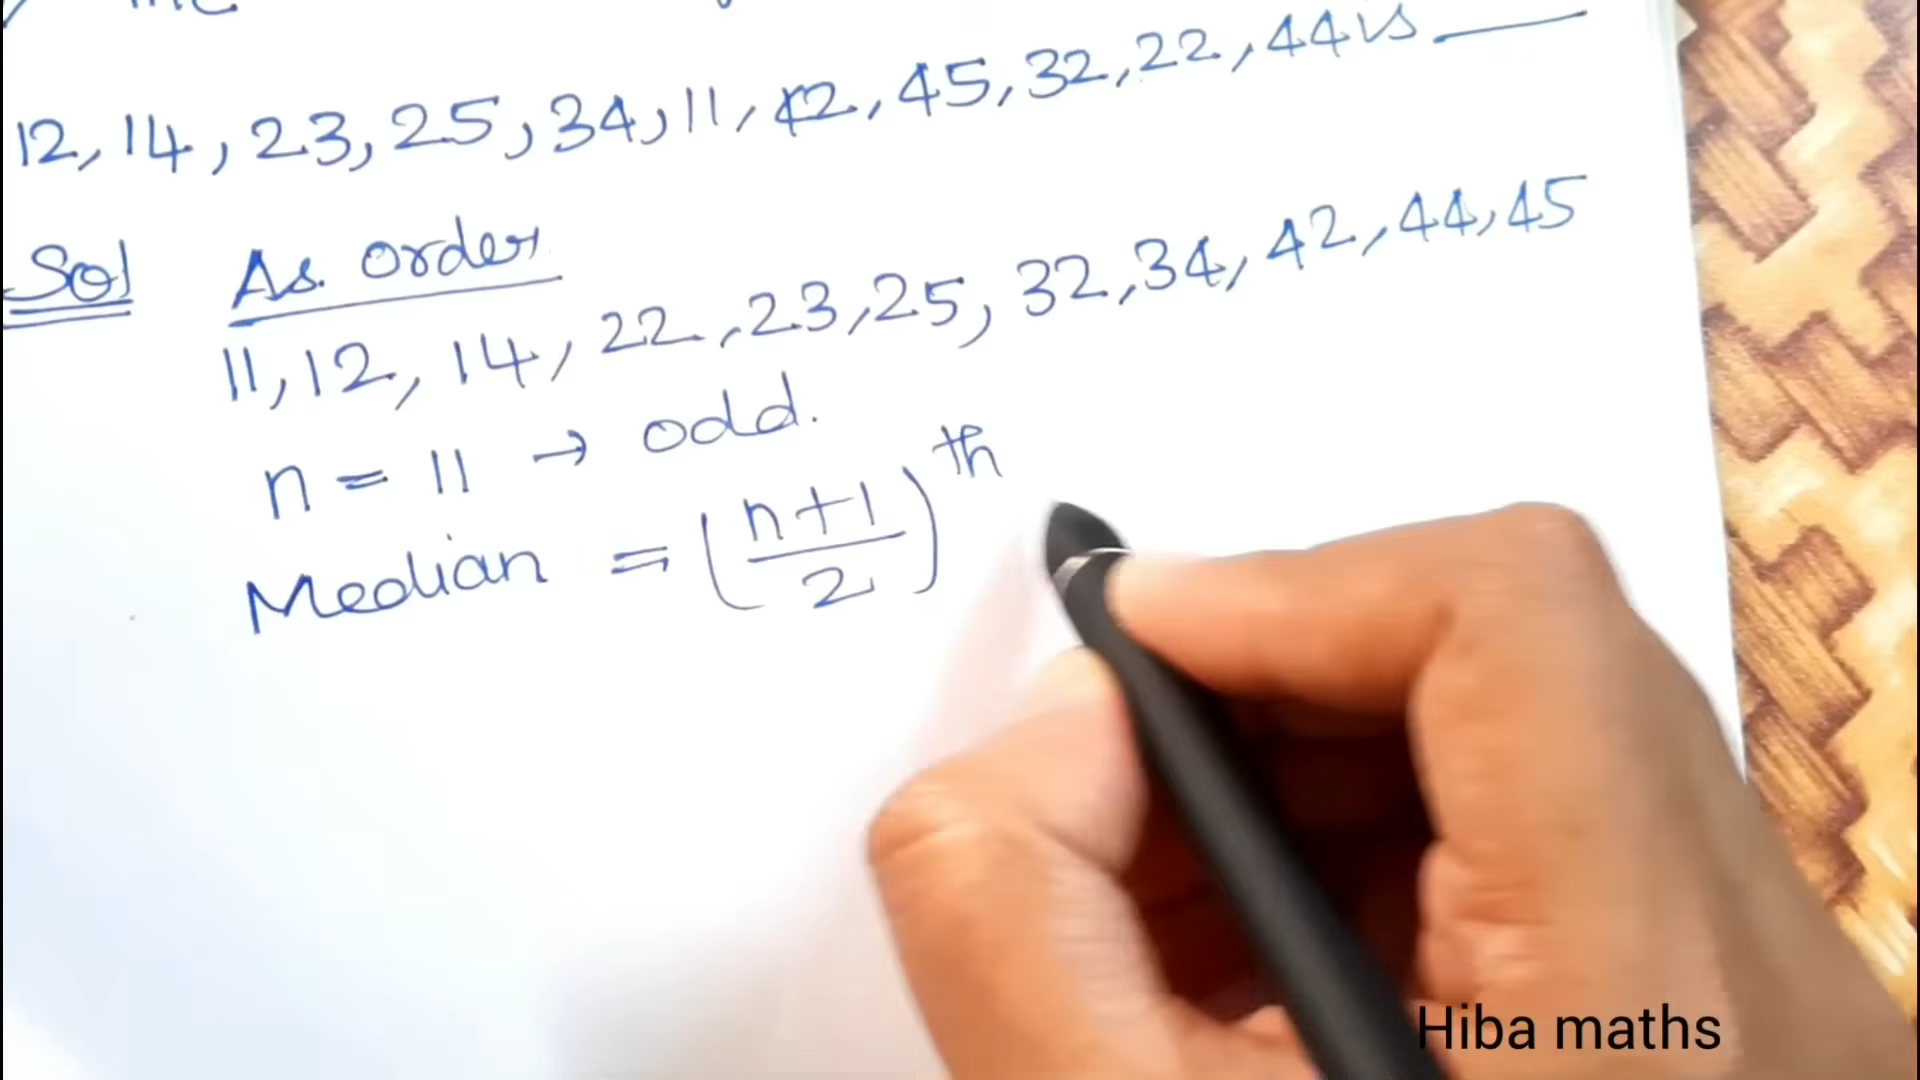 12, 14, 23, 25, 34, 11, 42, 45, 32, 22, 44 is ____
Sol As. order
11, 12, 14, 22, 23, 25, 32, 34, 42, 44, 45
n = 11 → odd.
Median = (n+1/2)th
Hiba maths